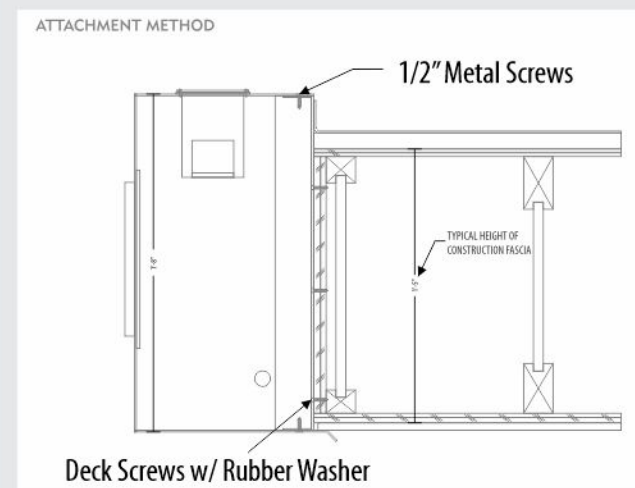 ATTACHMENT METHOD
1/2" Metal Screws
TYPICAL HEIGHT OF
CONSTRUCTION FASCIA
Deck Screws w/ Rubber Washer